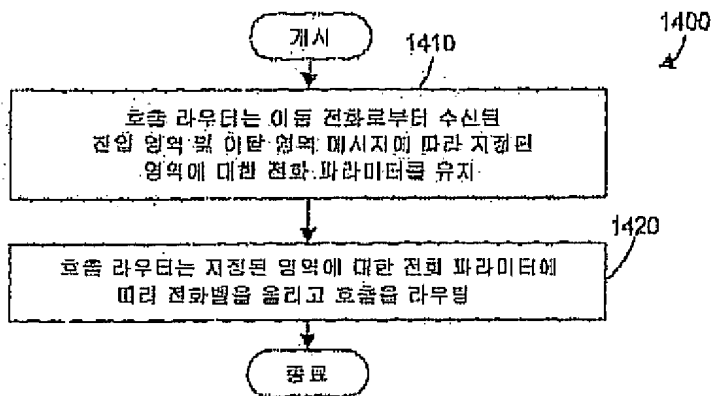 개시
1410
1400
호출 라우터는 이동 전화로부터 수신된
진입 영역 및 이탈 영역 메시지에 따라 지정된
영역에 대한 전화 파라미터를 유지
1420
호출 라우터는 지정된 영역에 대한 전화 파라미터에
따라 전화벨을 울리고 호출을 라우팅
종료